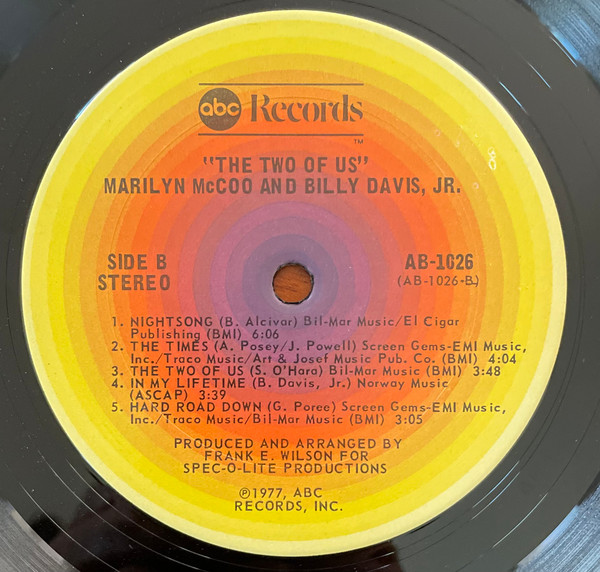 abc Records
TM
"THE TWO OF US"
MARILYN McCOO AND BILLY DAVIS, JR.
SIDE B
STEREO
AB-1026
(AB-1026-B)
1. NIGHTSONG (B. Alcivar) Bil-Mar Music/El Cigar
Publishing (BMI) 6:06
2. THE TIMES (A. Posey/J. Powell) Screen Gems-EMI Music,
Inc./Traco Music/Art & Josef Music Pub. Co. (BMI) 4:04
3. THE TWO OF US (S. O'Hara) Bil-Mar Music (BMI) 3:48
4. IN MY LIFETIME (B. Davis, Jr.) Norway Music
(ASCAP) 3:39
5. HARD ROAD DOWN (G. Poree) Screen Gems-EMI Music,
Inc./Traco Music/Bil-Mar Music (BMI) 3:05
PRODUCED AND ARRANGED BY
FRANK E. WILSON FOR
SPEC-O-LITE PRODUCTIONS
℗1977, ABC
RECORDS, INC.